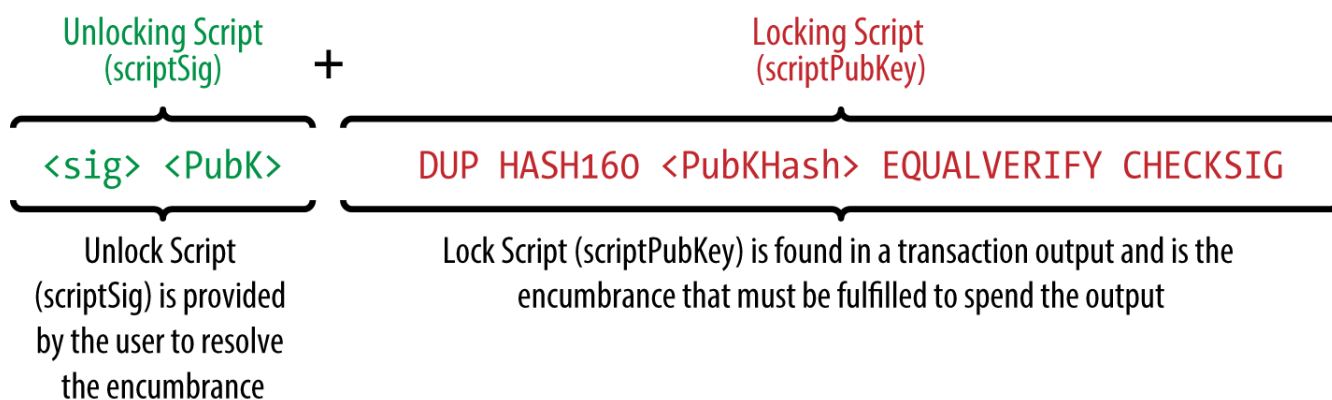 Unlocking Script
(scriptSig)
+
Locking Script
(scriptPubKey)
<sig> <PubK>
DUP HASH160 <PubKHash> EQUALVERIFY CHECKSIG
Unlock Script
(scriptSig) is provided
by the user to resolve
the encumbrance
Lock Script (scriptPubKey) is found in a transaction output and is the
encumbrance that must be fulfilled to spend the output